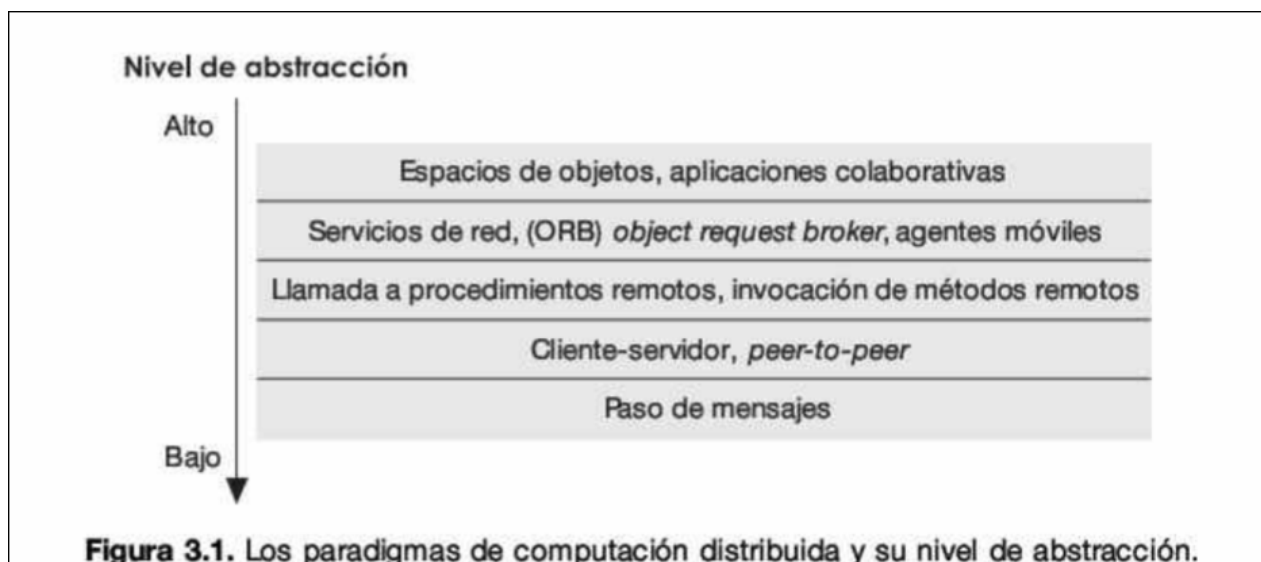 Nivel de abstracción
Alto
Espacios de objetos, aplicaciones colaborativas
Servicios de red, (ORB) object request broker, agentes móviles
Llamada a procedimientos remotos, invocación de métodos remotos
Cliente-servidor, peer-to-peer
Paso de mensajes
Bajo
Figura 3.1. Los paradigmas de computación distribuida y su nivel de abstracción.